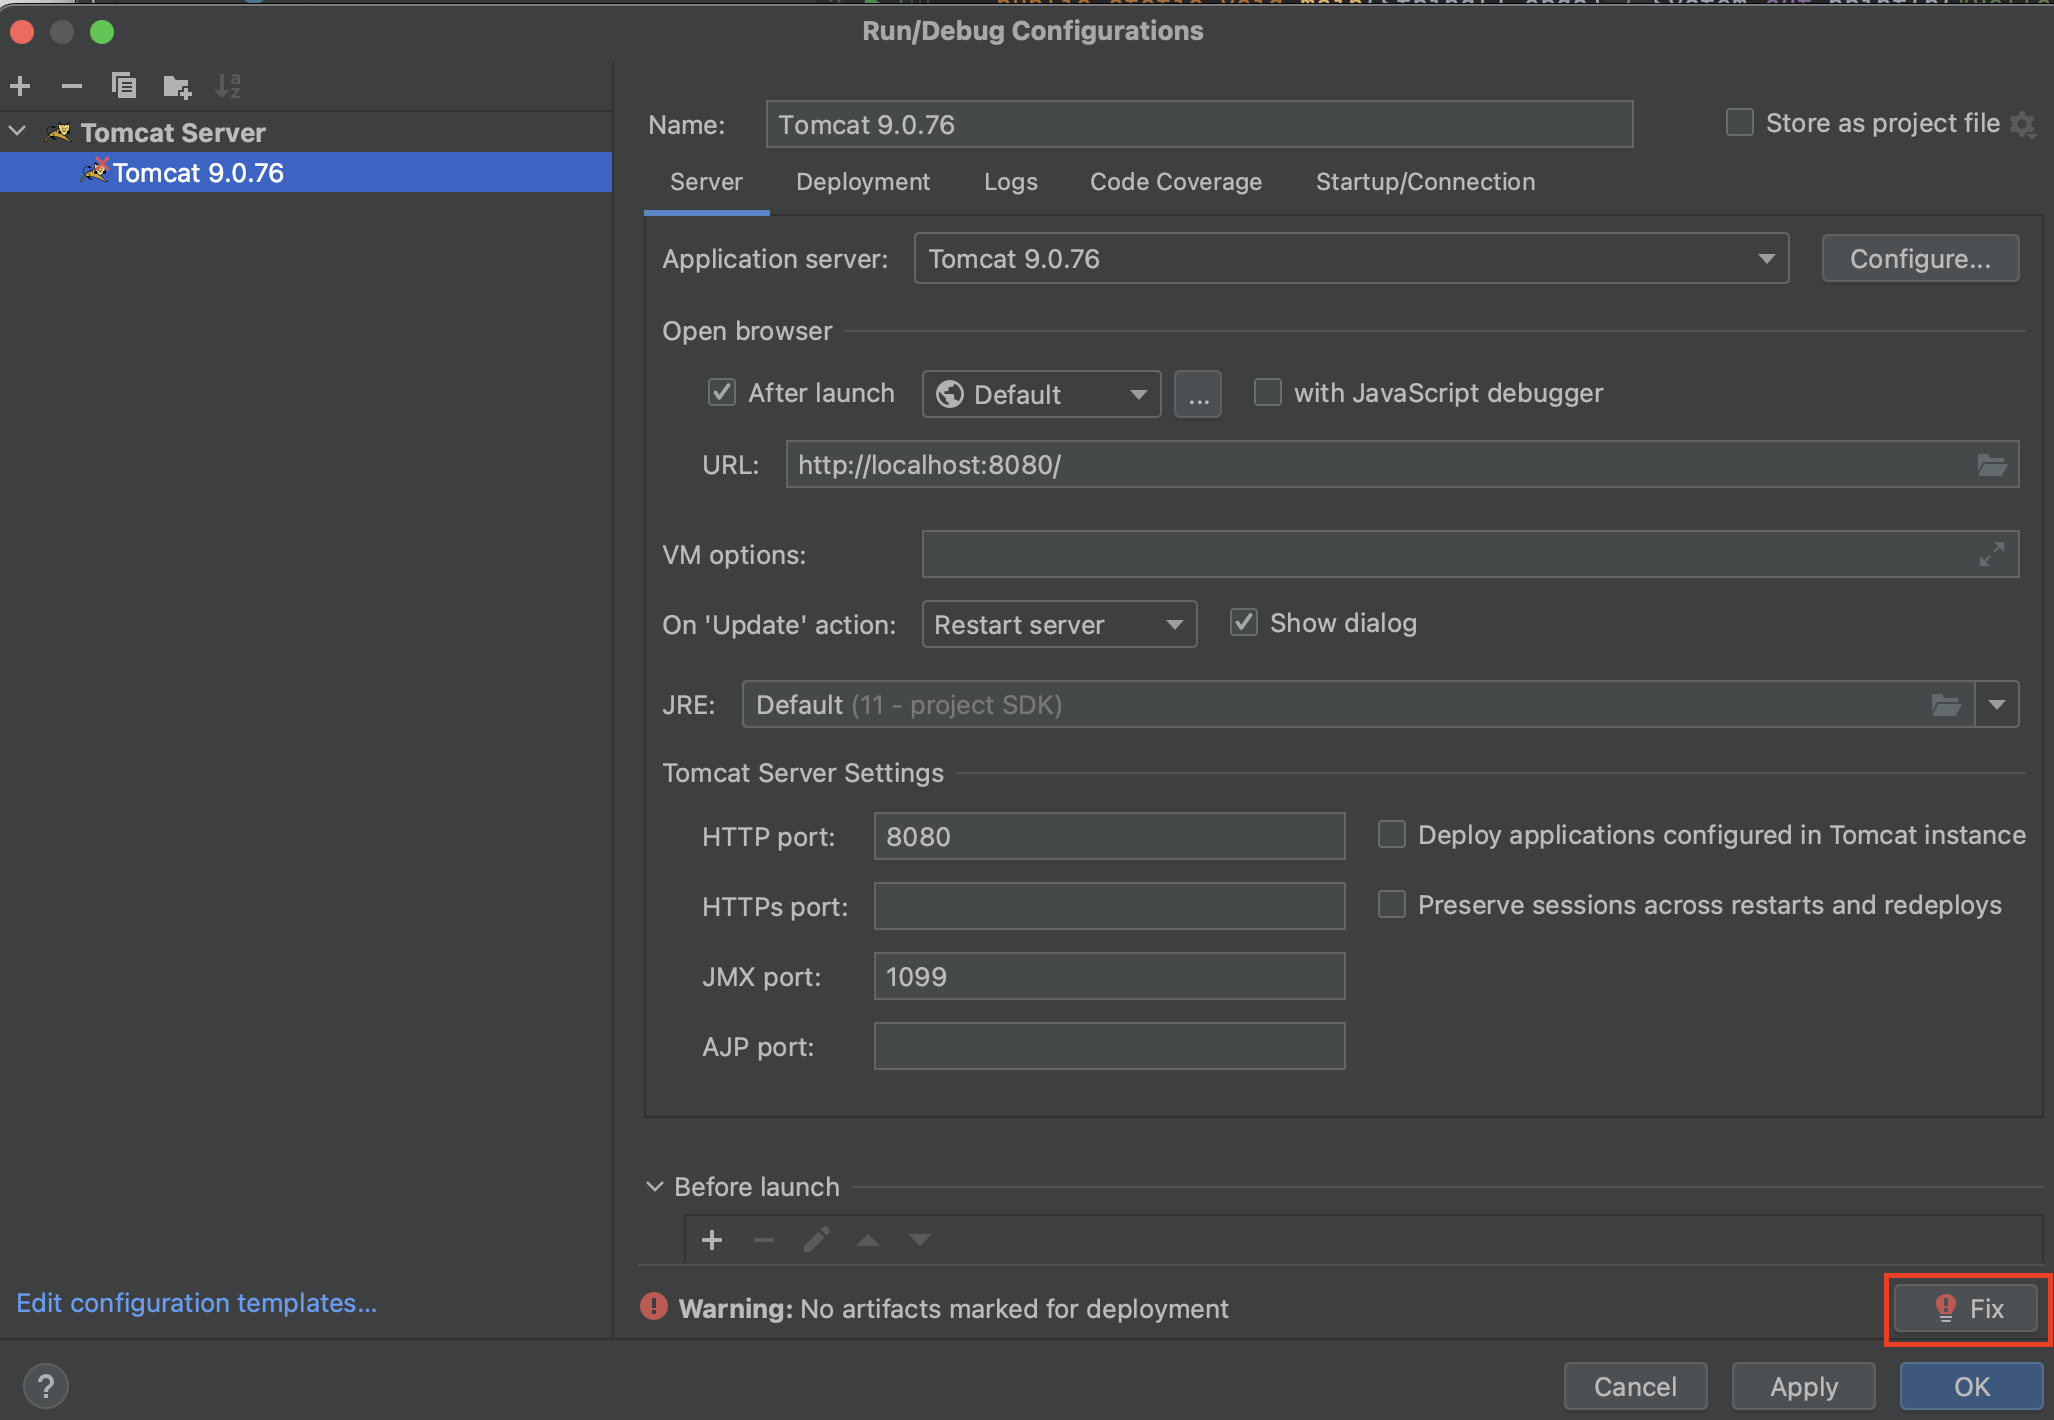 Run/Debug Configurations
Tomcat Server
Tomcat 9.0.76
Name: Tomcat 9.0.76
Store as project file
Server Deployment Logs Code Coverage Startup/Connection
Application server: Tomcat 9.0.76 Configure...
Open browser
After launch Default ... with JavaScript debugger
URL: http://localhost:8080/
VM options:
On 'Update' action: Restart server Show dialog
JRE: Default (11 - project SDK)
Tomcat Server Settings
HTTP port: 8080 Deploy applications configured in Tomcat instance
HTTPs port: Preserve sessions across restarts and redeploys
JMX port: 1099
AJP port:
Before launch
Edit configuration templates...
Warning: No artifacts marked for deployment Fix
? Cancel Apply OK